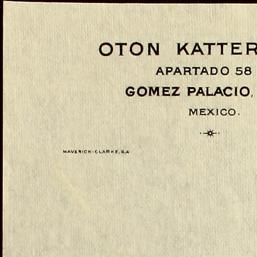 OTON KATTER
APARTADO 58
GOMEZ PALACIO,
MEXICO.
MAVERICK-CLARKE, S.A.